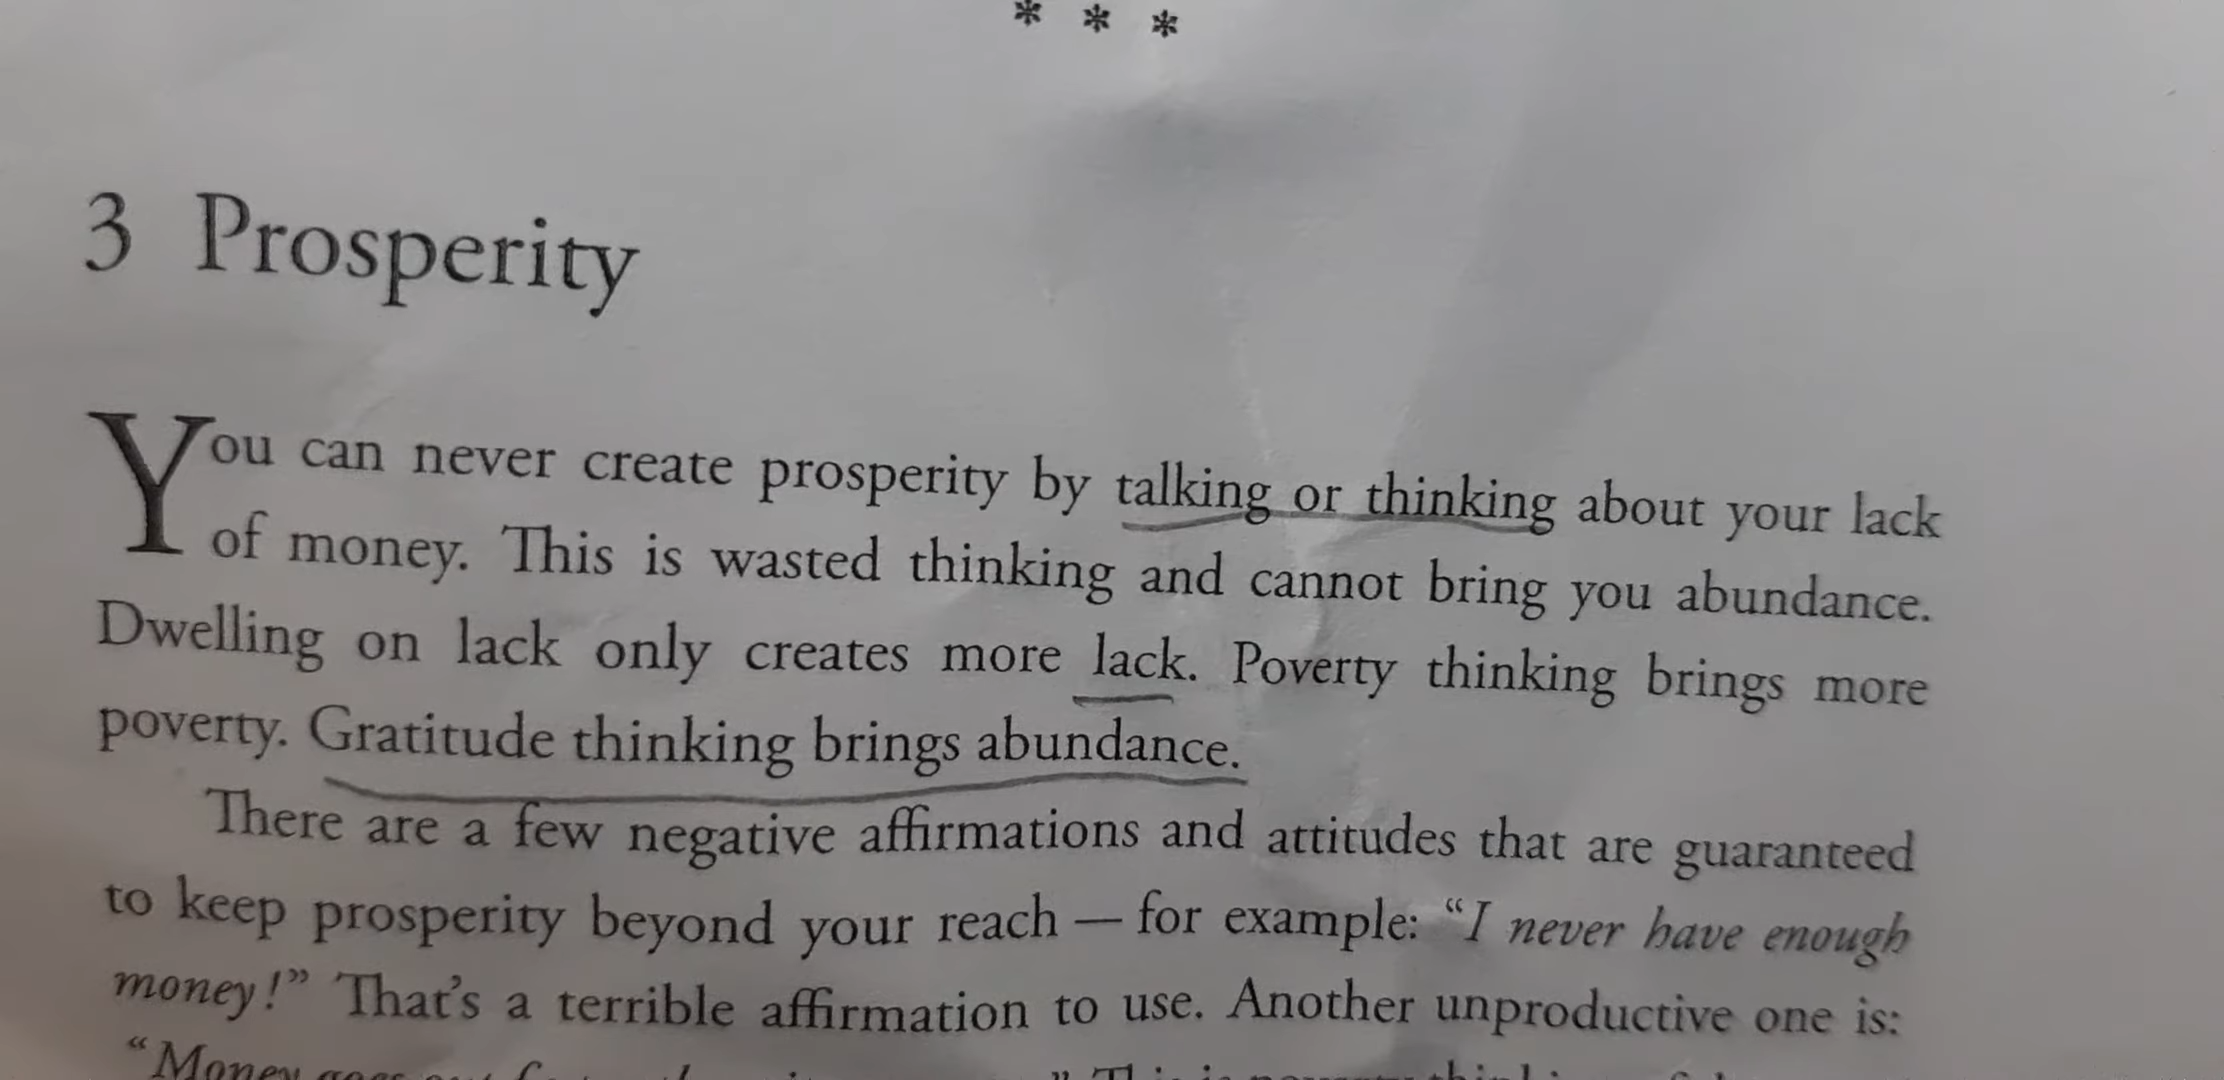 * * *
3 Prosperity
You can never create prosperity by talking or thinking about your lack
of money. This is wasted thinking and cannot bring you abundance.
Dwelling on lack only creates more lack. Poverty thinking brings more
poverty. Gratitude thinking brings abundance.
There are a few negative affirmations and attitudes that are guaranteed
to keep prosperity beyond your reach — for example: “I never have enough
money!” That’s a terrible affirmation to use. Another unproductive one is:
“Money goes out